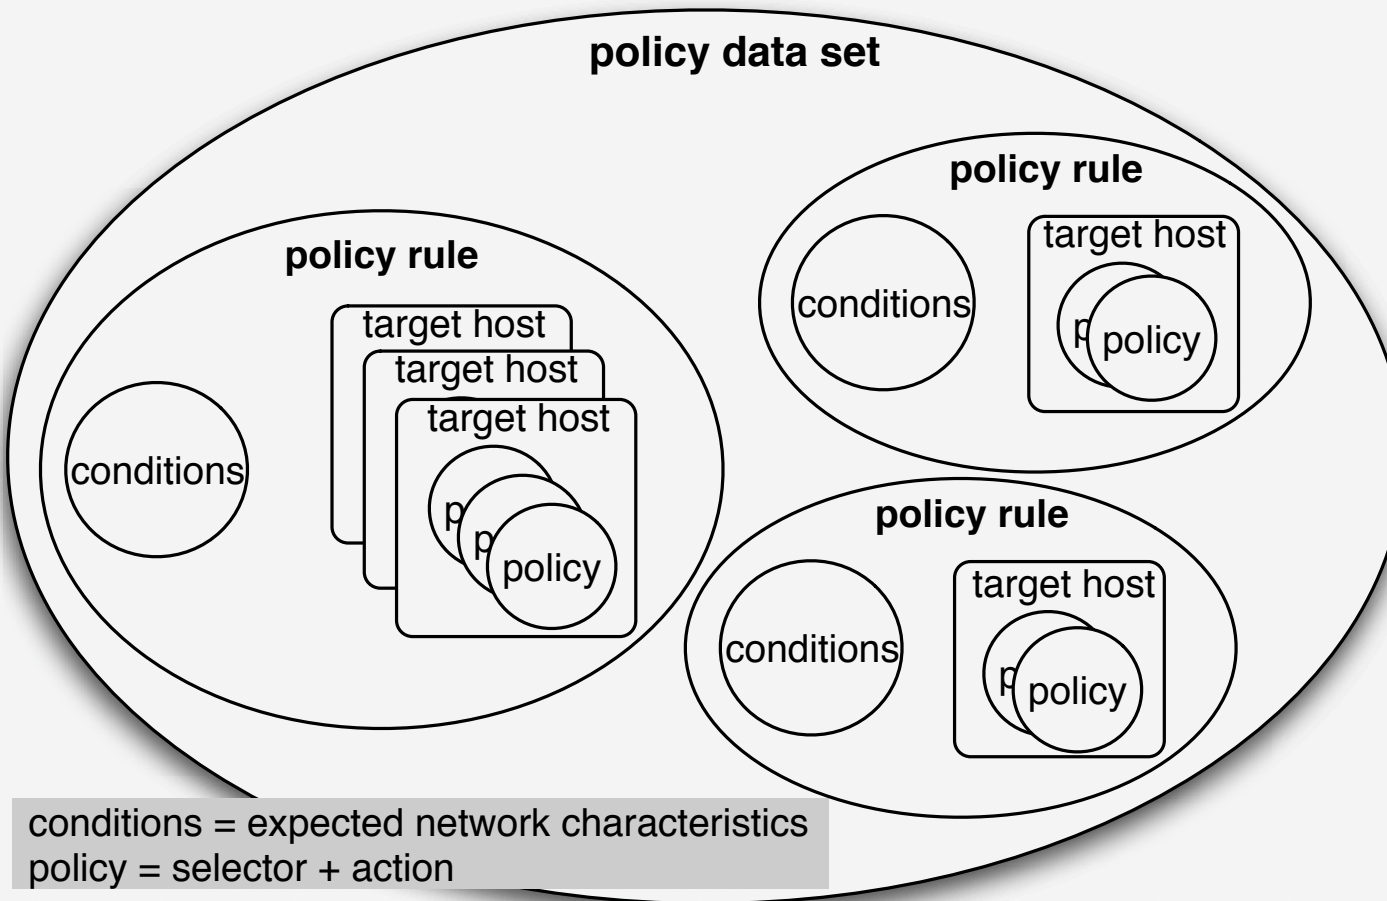 policy data set
policy rule
conditions
target host
target host
target host
p
p
policy
policy rule
conditions
target host
p
policy
policy rule
conditions
target host
p
policy
conditions = expected network characteristics
policy = selector + action